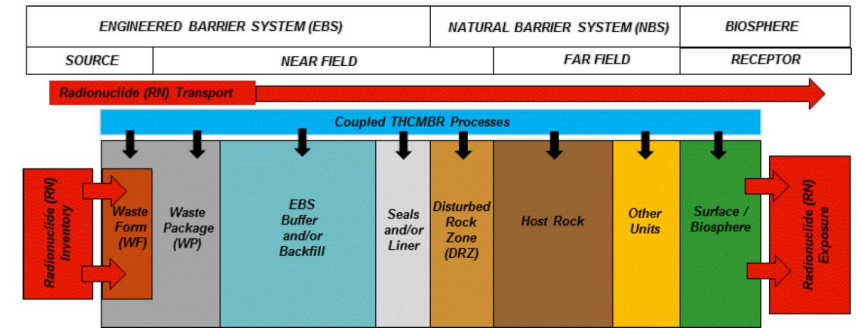 ENGINEERED BARRIER SYSTEM (EBS)
NATURAL BARRIER SYSTEM (NBS)
BIOSPHERE
SOURCE
NEAR FIELD
FAR FIELD
RECEPTOR
Radionuclide (RN) Transport
Coupled THCMBR Processes
Radionuclide (RN)
Inventory
Waste
Form
(WF)
Waste
Package
(WP)
EBS
Buffer
and/or
Backfill
Seals
and/or
Liner
Disturbed
Rock
Zone
(DRZ)
Host Rock
Other
Units
Surface /
Biosphere
Radionuclide (RN)
Exposure